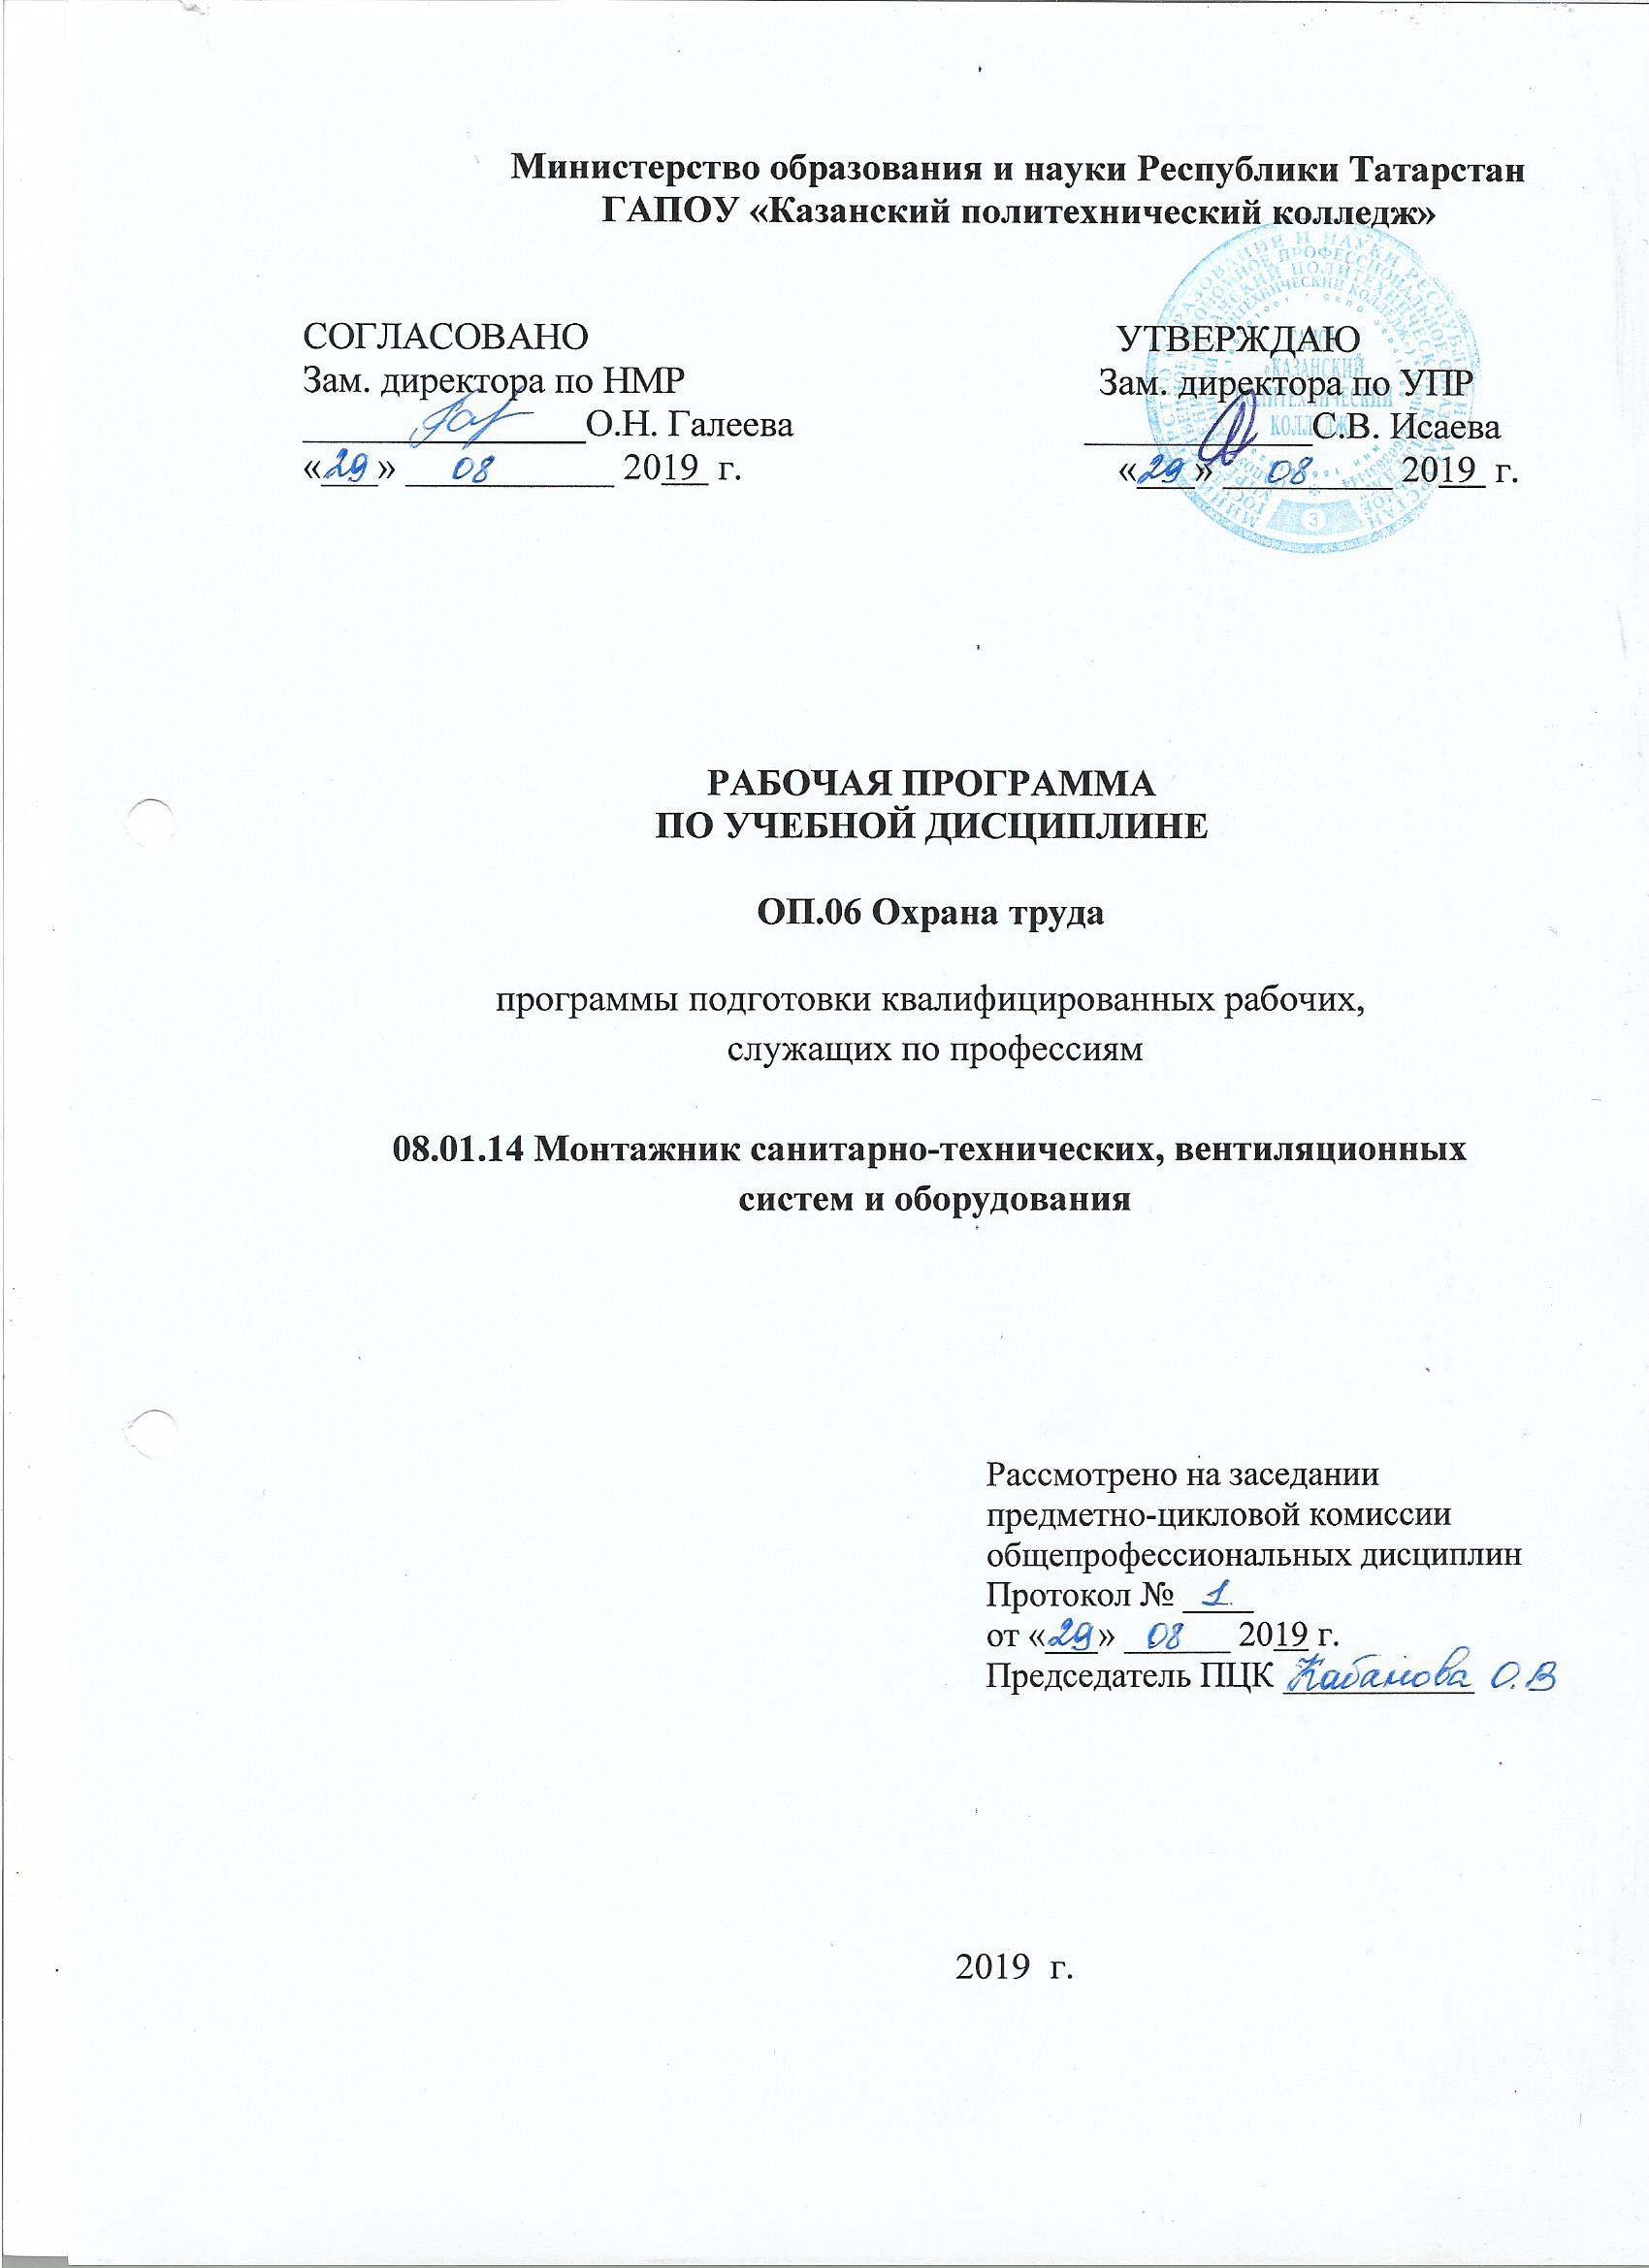 Министерство образования и науки Республики Татарстан
ГАПОУ «Казанский политехнический колледж»
СОГЛАСОВАНО
Зам. директора по НМР
О.Н. Галеева
«29» 08 2019 г.
УТВЕРЖДАЮ
Зам. директора по УПР
С.В. Исаева
«29» 08 2019 г.
КАЗАНСКИЙ
КОЛЛЕДЖ
3
РАБОЧАЯ ПРОГРАММА
ПО УЧЕБНОЙ ДИСЦИПЛИНЕ
ОП.06 Охрана труда
программы подготовки квалифицированных рабочих,
служащих по профессиям
08.01.14 Монтажник санитарно-технических, вентиляционных
систем и оборудования
Рассмотрено на заседании
предметно-цикловой комиссии
общепрофессиональных дисциплин
Протокол № 1
от «29» 08 2019 г.
Председатель ПЦК Кабанова О.В
2019 г.